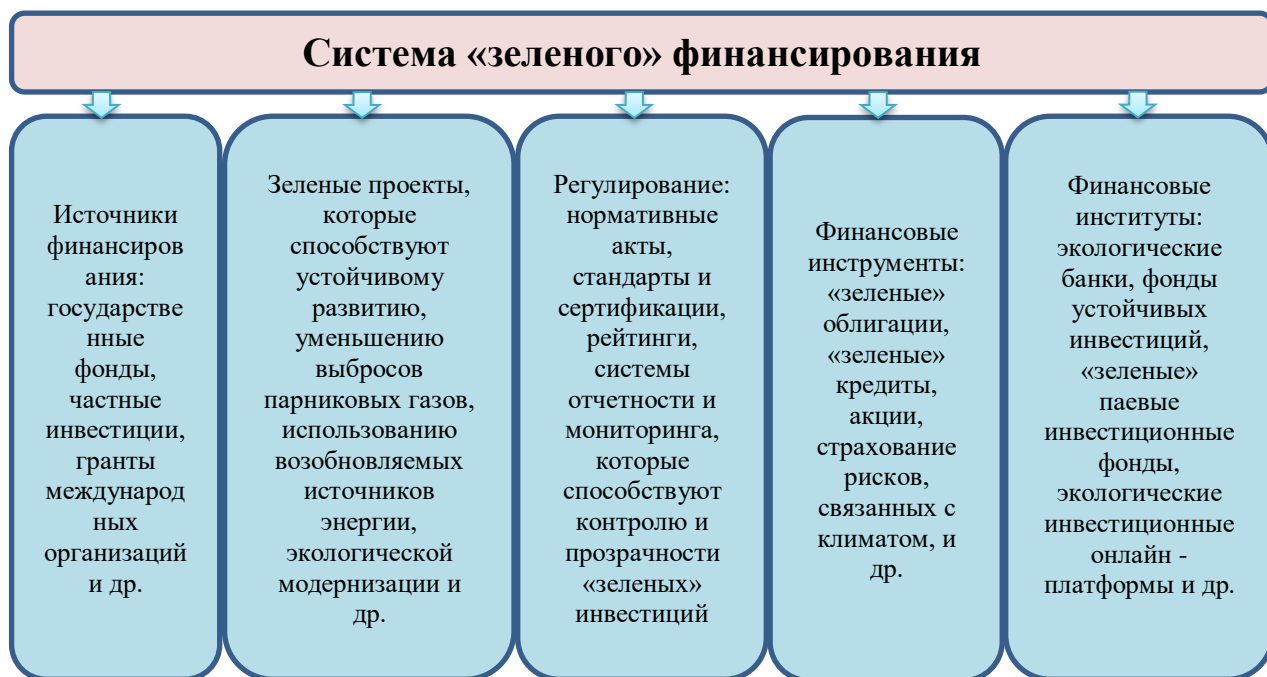 Система «зеленого» финансирования
Источники
финансиров
ания:
государстве
нные
фонды,
частные
инвестиции,
гранты
международ
ных
организаций
и др.
Зеленые проекты,
которые
способствуют
устойчивому
развитию,
уменьшению
выбросов
парниковых газов,
использованию
возобновляемых
источников
энергии,
экологической
модернизации и
др.
Регулирование:
нормативные
акты,
стандарты и
сертификации,
рейтинги,
системы
отчетности и
мониторинга,
которые
способствуют
контролю и
прозрачности
«зеленых»
инвестиций
Финансовые
инструменты:
«зеленые»
облигации,
«зеленые»
кредиты,
акции,
страхование
рисков,
связанных с
климатом, и
др.
Финансовые
институты:
экологические
банки, фонды
устойчивых
инвестиций,
«зеленые»
паевые
инвестиционные
фонды,
экологические
инвестиционные
онлайн -
платформы и др.